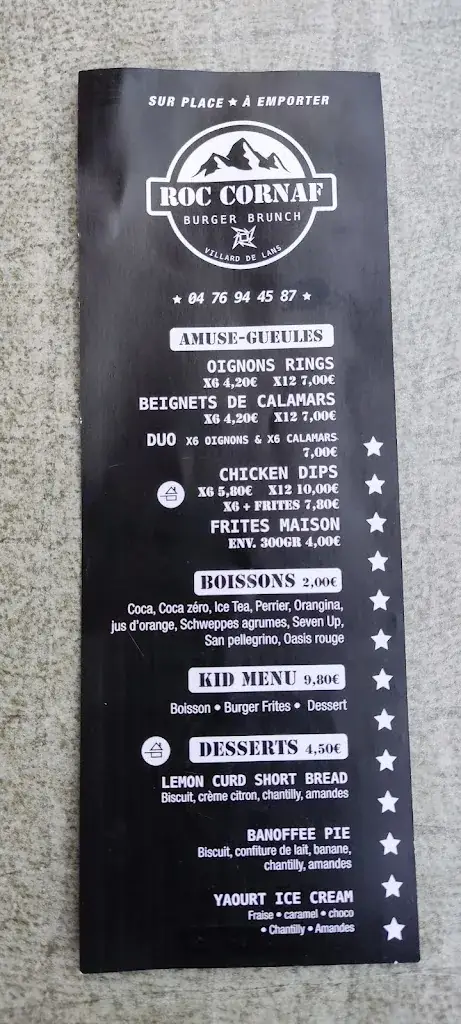 SUR PLACE ★ À EMPORTER
ROC CORNAF
BURGER BRUNCH
VILLARD DE LANS
★ 04 76 94 45 87 ★
AMUSE-GUEULES
OIGNONS RINGS
X6 4,20€ X12 7,00€
BEIGNETS DE CALAMARS
X6 4,20€ X12 7,00€
DUO X6 OIGNONS & X6 CALAMARS
7,00€
CHICKEN DIPS
X6 5,80€ X12 10,00€
X6 + FRITES 7,80€
FRITES MAISON
ENV. 300GR 4,00€
BOISSONS 2,00€
Coca, Coca zéro, Ice Tea, Perrier, Orangina,
jus d'orange, Schweppes agrumes, Seven Up,
San pellegrino, Oasis rouge
KID MENU 9,80€
Boisson • Burger Frites • Dessert
DESSERTS 4,50€
LEMON CURD SHORT BREAD
Biscuit, crème citron, chantilly, amandes
BANOFFEE PIE
Biscuit, confiture de lait, banane,
chantilly, amandes
YAOURT ICE CREAM
Fraise • caramel • choco
• Chantilly • Amandes